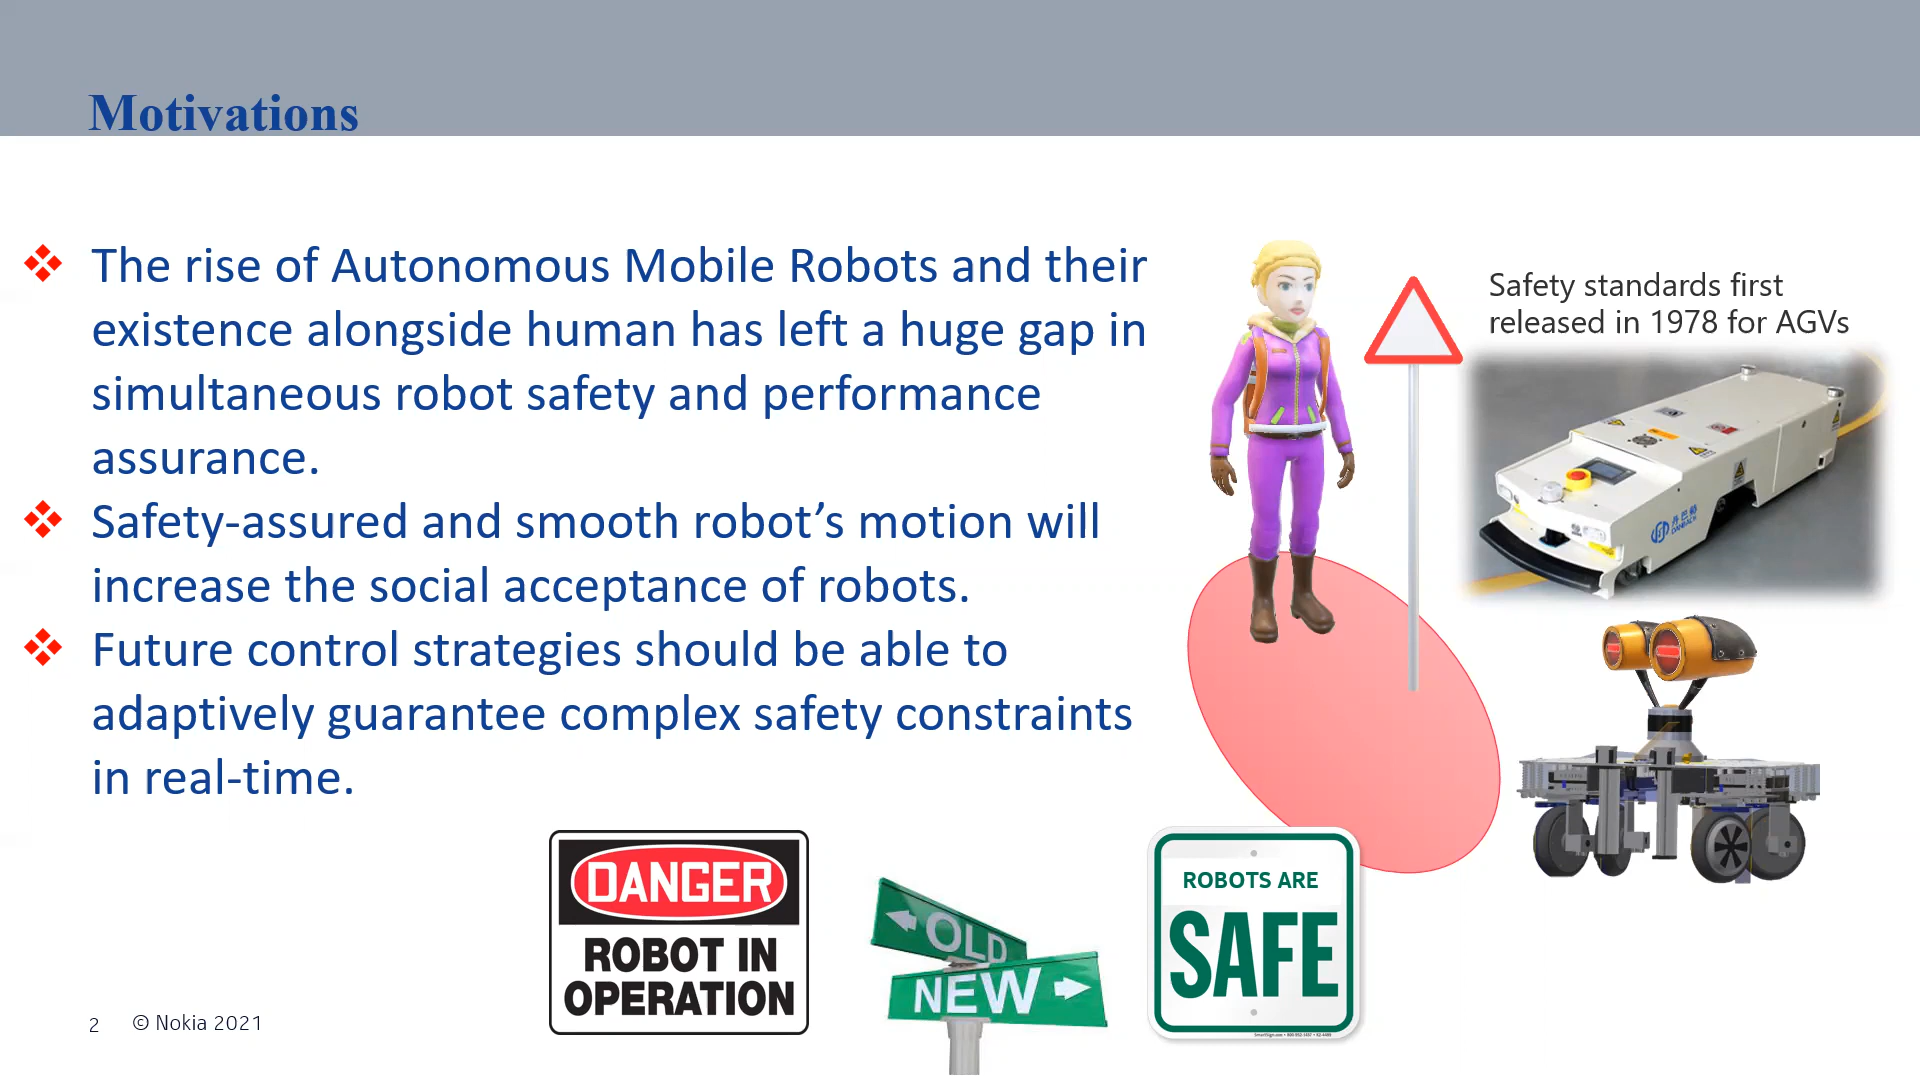 Motivations
The rise of Autonomous Mobile Robots and their
existence alongside human has left a huge gap in
simultaneous robot safety and performance
assurance.
Safety-assured and smooth robot’s motion will
increase the social acceptance of robots.
Future control strategies should be able to
adaptively guarantee complex safety constraints
in real-time.
Safety standards first
released in 1978 for AGVs
DANGER
ROBOT IN
OPERATION
OLD
NEW
ROBOTS ARE
SAFE
2 © Nokia 2021